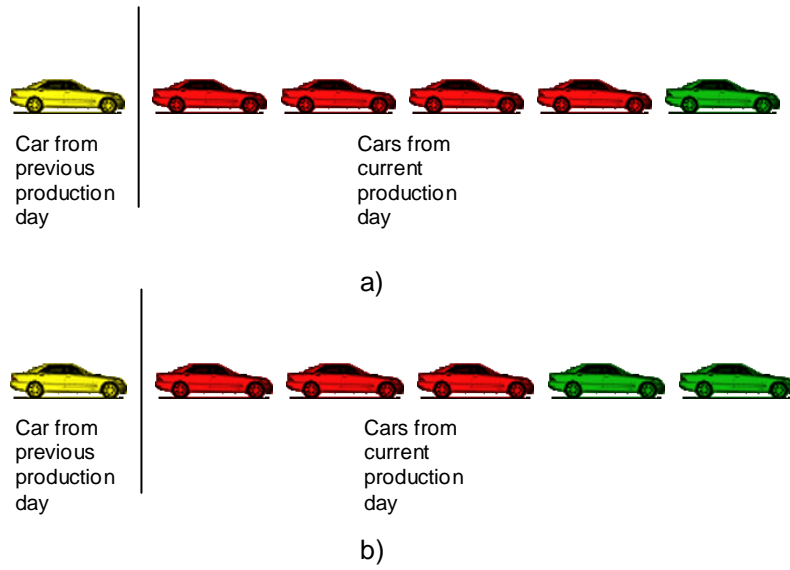 Car from
previous
production
day
Cars from
current
production
day
a)
Car from
previous
production
day
Cars from
current
production
day
b)